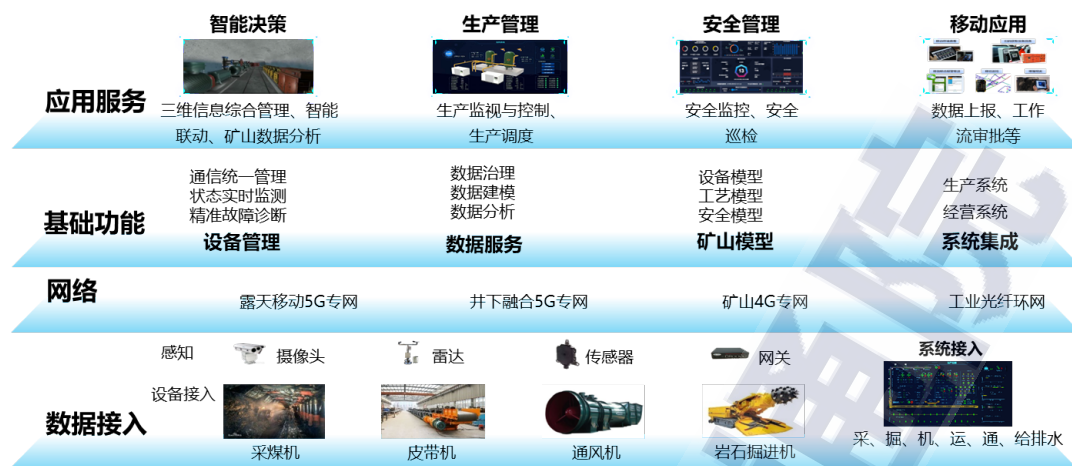 智能决策
生产管理
安全管理
移动应用
应用服务
三维信息综合管理、智能
联动、矿山数据分析
生产监视与控制、
生产调度
安全监控、安全
巡检
数据上报、工作
流审批等
通信统一管理
状态实时监测
精准故障诊断
数据治理
数据建模
数据分析
设备模型
工艺模型
安全模型
生产系统
经营系统
基础功能
设备管理
数据服务
矿山模型
系统集成
网络
露天移动5G专网
井下融合5G专网
矿山4G专网
工业光纤环网
感知
摄像头
雷达
传感器
网关
系统接入
设备接入
数据接入
采煤机
皮带机
通风机
岩石掘进机
采、掘、机、运、通、给排水